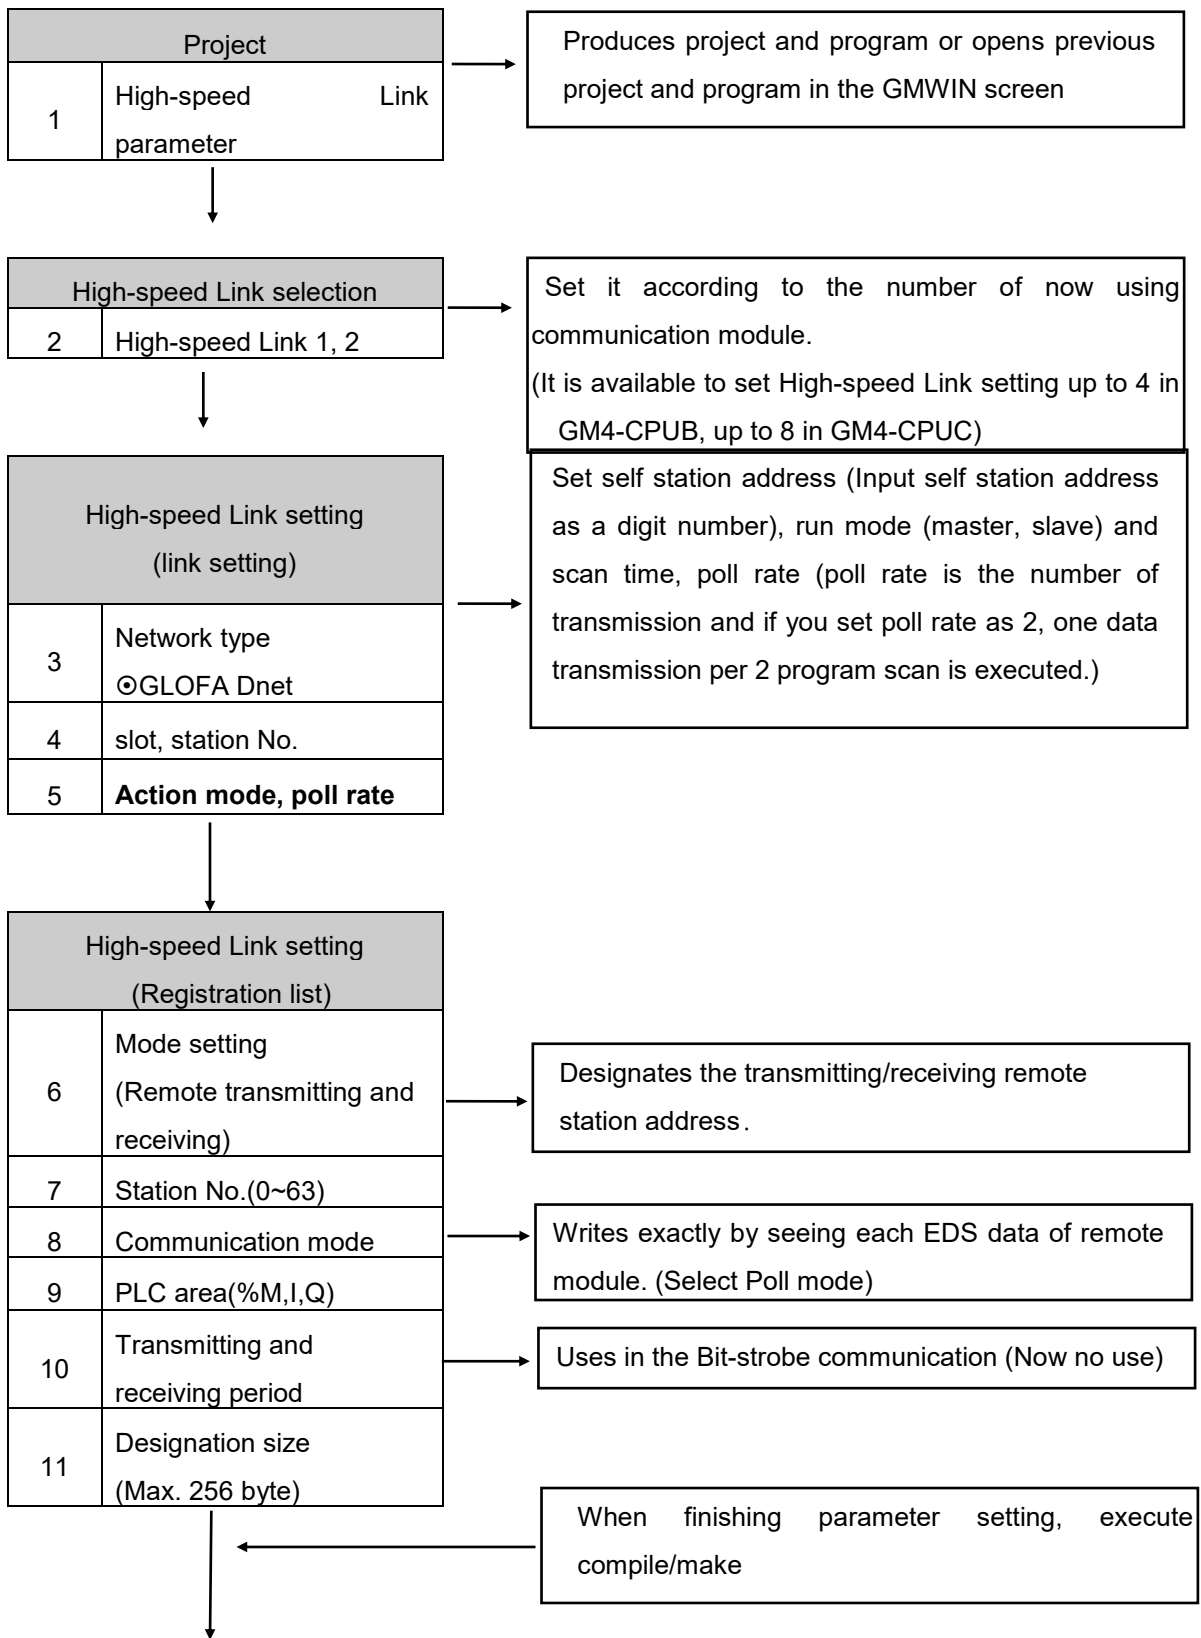 Project
1
High-speed Link
parameter
Produces project and program or opens previous
project and program in the GMWIN screen
High-speed Link selection
2
High-speed Link 1, 2
Set it according to the number of now using
communication module.
(It is available to set High-speed Link setting up to 4 in
GM4-CPUB, up to 8 in GM4-CPUC)
High-speed Link setting
(link setting)
3
Network type
⊙GLOFA Dnet
4
slot, station No.
5
Action mode, poll rate
Set self station address (Input self station address
as a digit number), run mode (master, slave) and
scan time, poll rate (poll rate is the number of
transmission and if you set poll rate as 2, one data
transmission per 2 program scan is executed.)
High-speed Link setting
(Registration list)
6
Mode setting
(Remote transmitting and
receiving)
Designates the transmitting/receiving remote
station address.
7
Station No.(0~63)
8
Communication mode
Writes exactly by seeing each EDS data of remote
module. (Select Poll mode)
9
PLC area(%M,I,Q)
10
Transmitting and
receiving period
Uses in the Bit-strobe communication (Now no use)
11
Designation size
(Max. 256 byte)
When finishing parameter setting, execute
compile/make